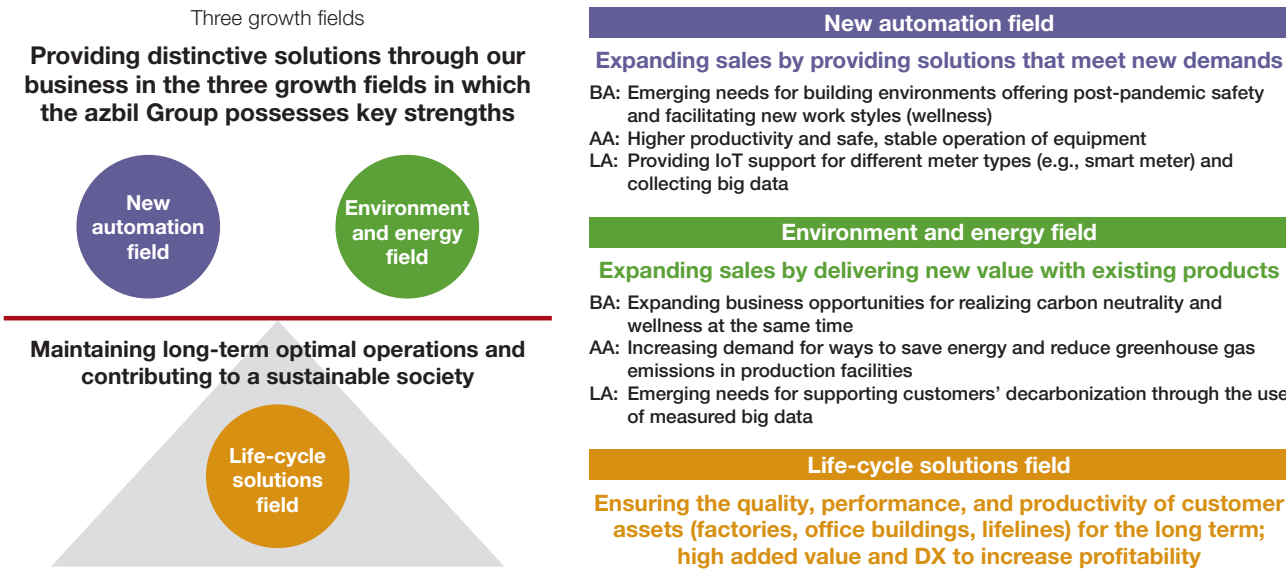 Three growth fields
Providing distinctive solutions through our
business in the three growth fields in which
the azbil Group possesses key strengths
New
automation
field
Environment
and energy
field
Maintaining long-term optimal operations and
contributing to a sustainable society
Life-cycle
solutions
field
New automation field
Expanding sales by providing solutions that meet new demands
BA: Emerging needs for building environments offering post-pandemic safety
and facilitating new work styles (wellness)
AA: Higher productivity and safe, stable operation of equipment
LA: Providing IoT support for different meter types (e.g., smart meter) and
collecting big data
Environment and energy field
Expanding sales by delivering new value with existing products
BA: Expanding business opportunities for realizing carbon neutrality and
wellness at the same time
AA: Increasing demand for ways to save energy and reduce greenhouse gas
emissions in production facilities
LA: Emerging needs for supporting customers’ decarbonization through the use
of measured big data
Life-cycle solutions field
Ensuring the quality, performance, and productivity of customer
assets (factories, office buildings, lifelines) for the long term;
high added value and DX to increase profitability